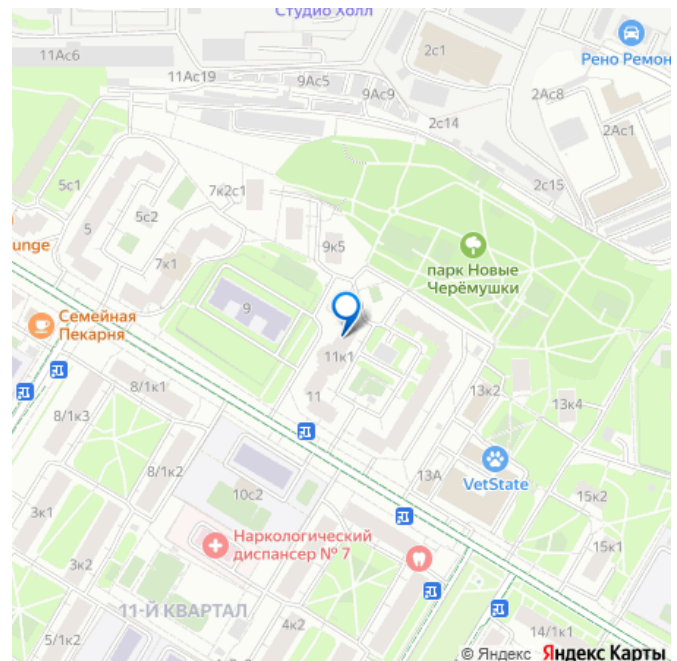 Студио Холл
11Ас6
2с1
Рено Ремон
11Ас19
9Ас5
9Ас9
2Ас8
2с14
2Ас1
5с1
7к2с1
2с15
5с2
5
9к5
unge
7к1
парк Новые
Черёмушки
9
Семейная
Пекарня
11к1
8/1к1
11
13к2
13к4
8/1к3
8/1к2
13А
VetState
10с2
15к2
3к1
Наркологический
диспансер № 7
15к1
3к2
11-Й КВАРТАЛ
4к2
5/1к2
14/1к1
© Яндекс Яндекс Карты